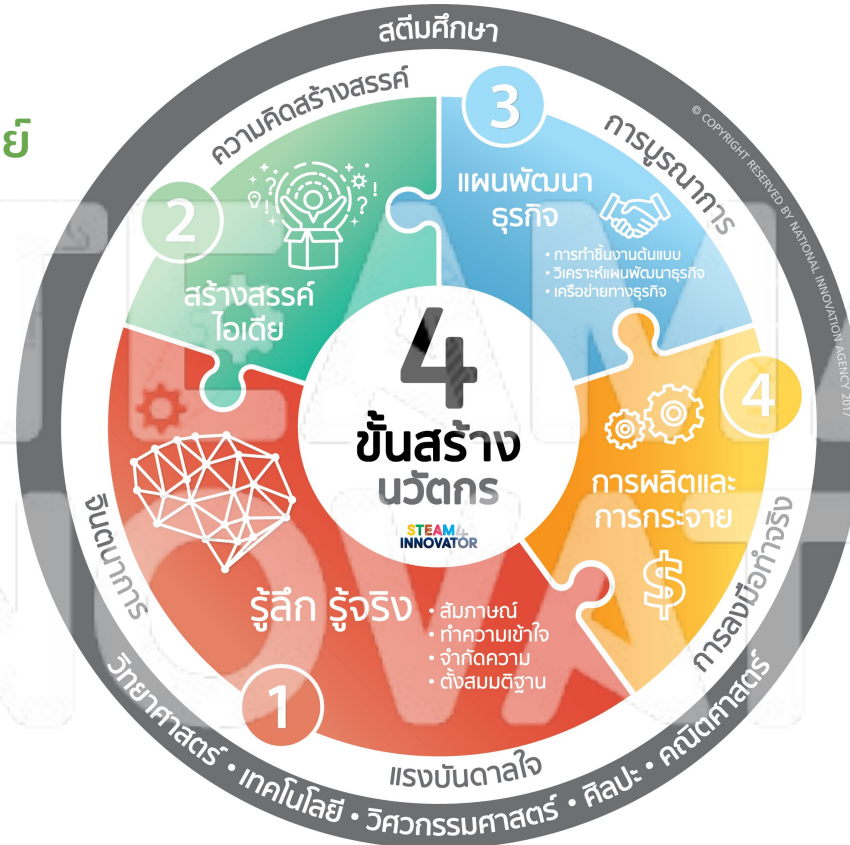 สตีมศึกษา
ความคิดสร้างสรรค์
การบูรณาการ
© COPYRIGHT RESERVED BY NATIONAL INNOVATION AGENCY 2017
3
แผนพัฒนา
ธุรกิจ
• การทำชิ้นงานต้นแบบ
• วิเคราะห์แผนพัฒนาธุรกิจ
• เครือข่ายทางธุรกิจ
2
สร้างสรรค์
ไอเดีย
4
ขั้นสร้าง
นวัตกร
STEAM4
INNOVATOR
4
การผลิตและ
การกระจาย
$
จินตนาการ
การลงมือทำจริง
รู้ลึก รู้จริง
• สัมภาษณ์
• ทำความเข้าใจ
• จำกัดความ
• ตั้งสมมติฐาน
1
แรงบันดาลใจ
วิทยาศาสตร์ • เทคโนโลยี • วิศวกรรมศาสตร์ • ศิลปะ • คณิตศาสตร์